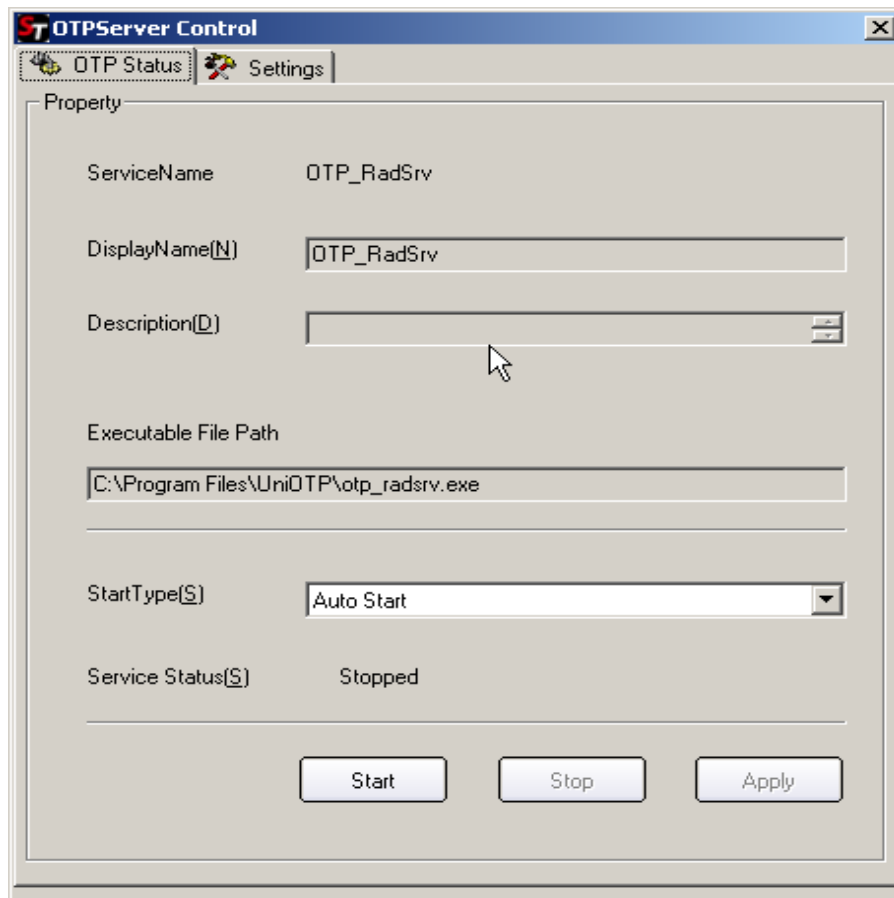 ST OTPServer Control
OTP Status Settings
Property
ServiceName OTP_RadSrv
DisplayName(N) OTP_RadSrv
Description(D)
Executable File Path
C:\Program Files\UniOTP\otp_radsrv.exe
StartType(S) Auto Start
Service Status(S) Stopped
Start Stop Apply